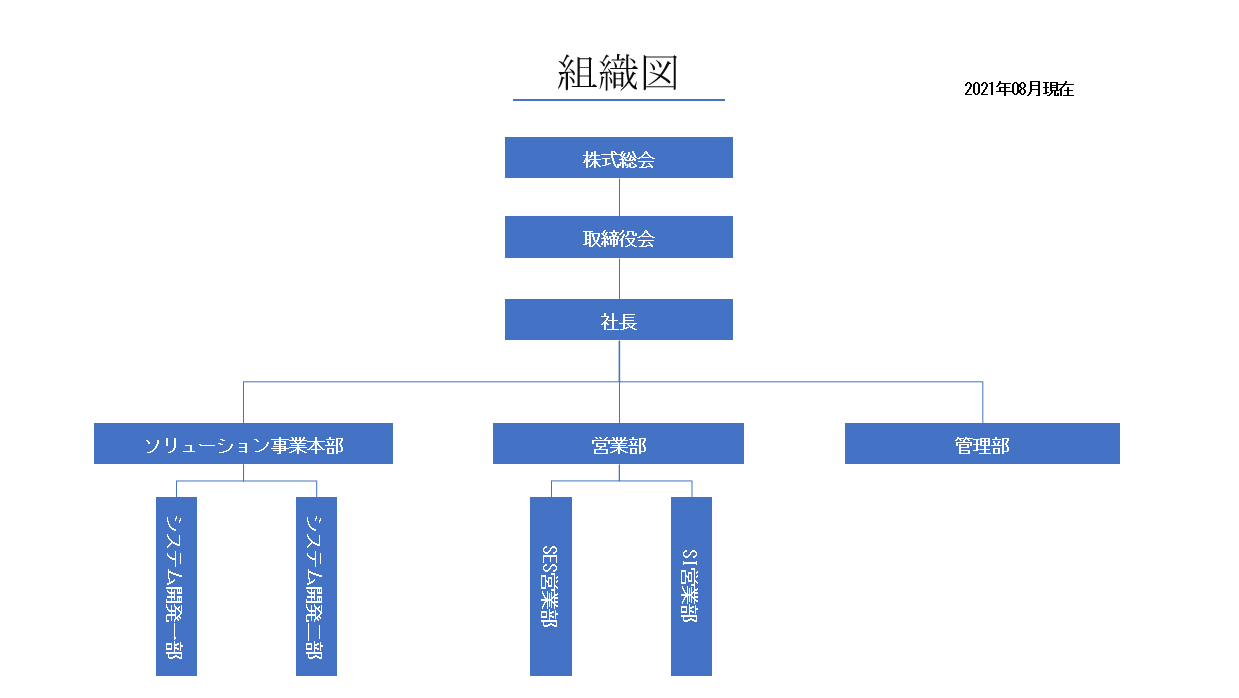 組織図
2021年08月現在
株式総会
取締役会
社長
ソリューション事業本部
営業部
管理部
システム開発一部
システム開発二部
SES営業部
SI営業部